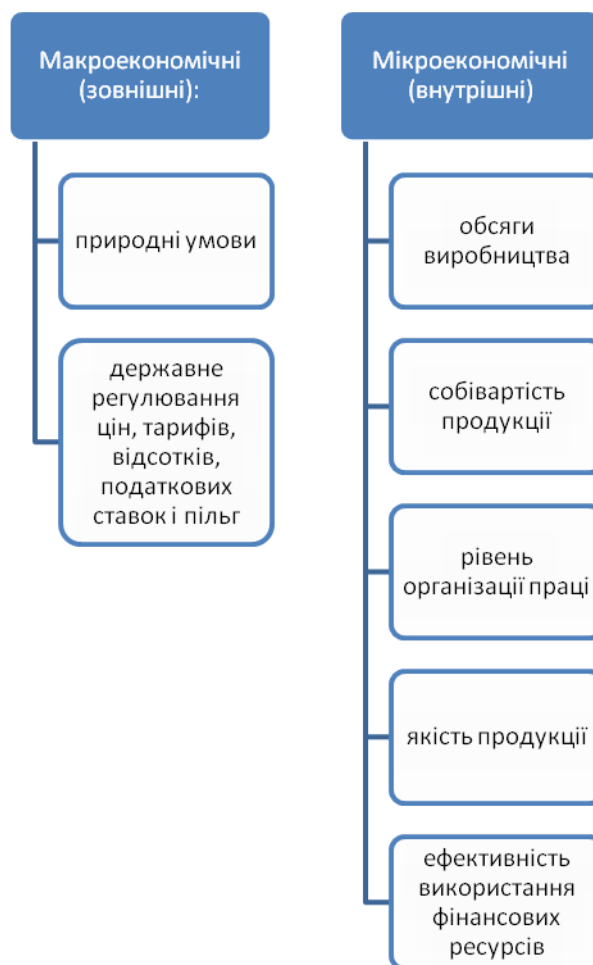 Макроекономічні
(зовнішні):
природні умови
державне
регулювання
цін, тарифів,
відсотків,
податкових
ставок і пільг
Мікроекономічні
(внутрішні)
обсяги
виробництва
собівартість
продукції
рівень
організації праці
якість продукції
ефективність
використання
фінансових
ресурсів